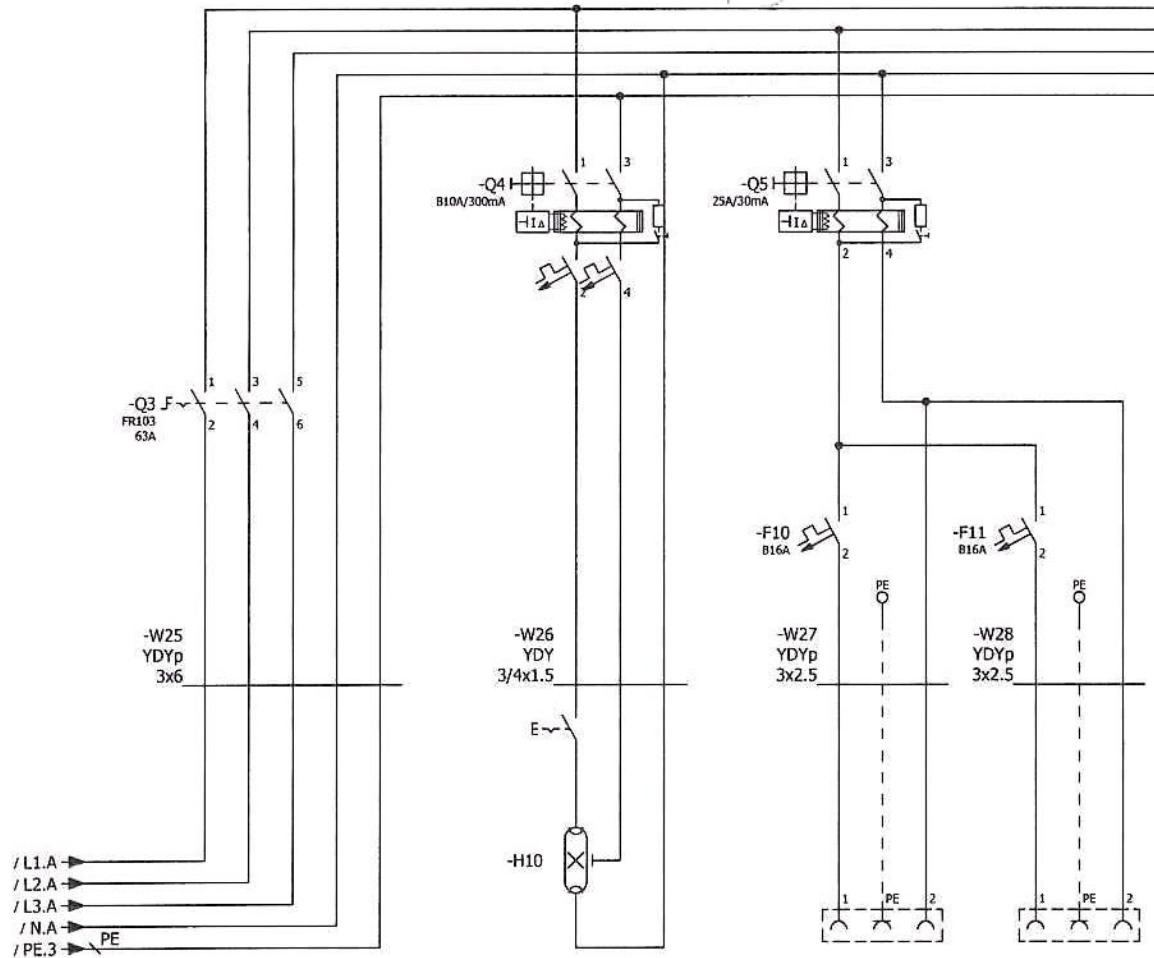 1
3
-Q4
B10A/300mA
I Δ
2
4
1
3
-Q5
25A/30mA
I Δ
2
4
1
3
5
-Q3
FR103
63A
2
4
6
-F10
B16A
1
2
-F11
B16A
1
2
PE
PE
-W25
YDYp
3x6
-W26
YDY
3/4x1.5
-W27
YDYp
3x2.5
-W28
YDYp
3x2.5
E
-H10
/ L1.A
/ L2.A
/ L3.A
/ N.A
/ PE.3
PE
1
PE
2
1
PE
2